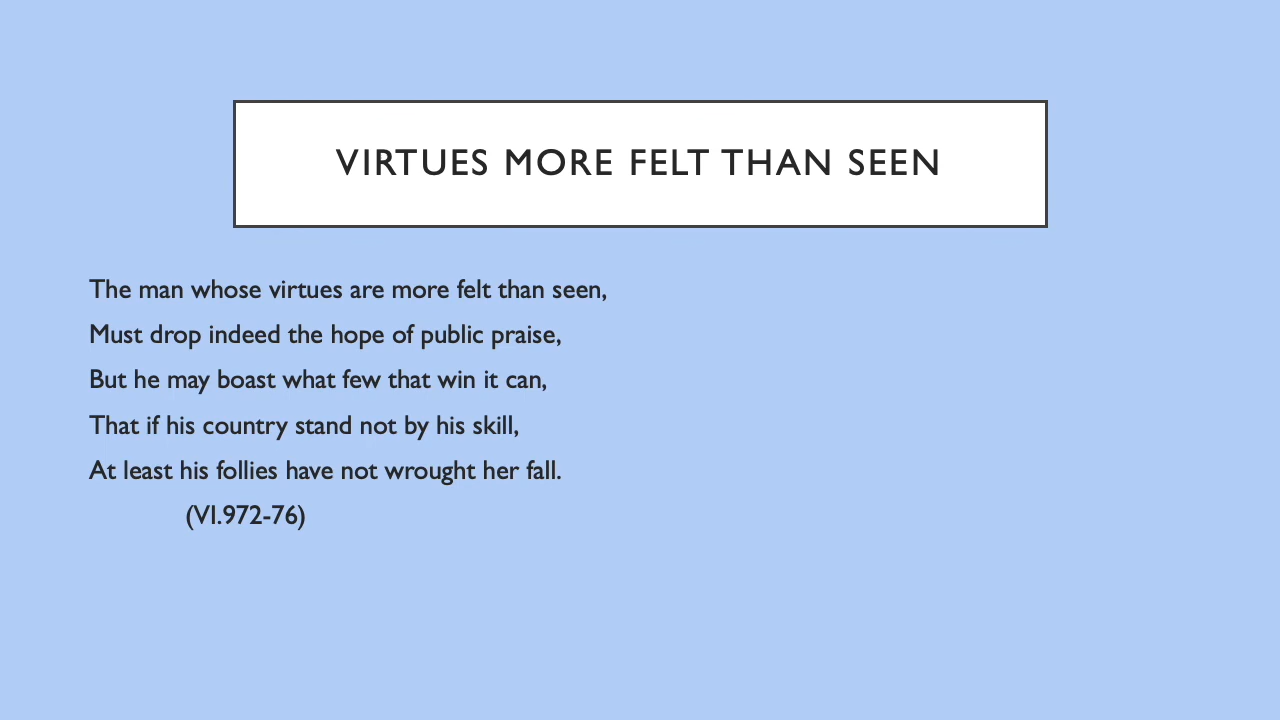 VIRTUES MORE FELT THAN SEEN
The man whose virtues are more felt than seen,
Must drop indeed the hope of public praise,
But he may boast what few that win it can,
That if his country stand not by his skill,
At least his follies have not wrought her fall.
(VI.972-76)